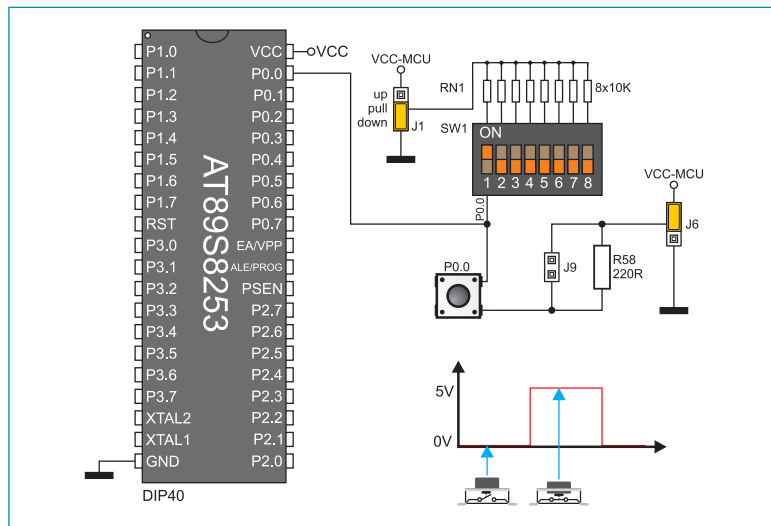 P1.0
P1.1
P1.2
P1.3
P1.4
P1.5
P1.6
P1.7
RST
P3.0
P3.1
P3.2
P3.3
P3.4
P3.5
P3.6
P3.7
XTAL2
XTAL1
GND
AT89S8253
VCC
P0.0
P0.1
P0.2
P0.3
P0.4
P0.5
P0.6
P0.7
EA/VPP
ALE/PROG
PSEN
P2.7
P2.6
P2.5
P2.4
P2.3
P2.2
P2.1
P2.0
DIP40
VCC
VCC-MCU
up
pull
down
J1
RN1
8x10K
SW1
ON
1 2 3 4 5 6 7 8
P0.0
VCC-MCU
J6
J9
R58
220R
P0.0
5V
0V